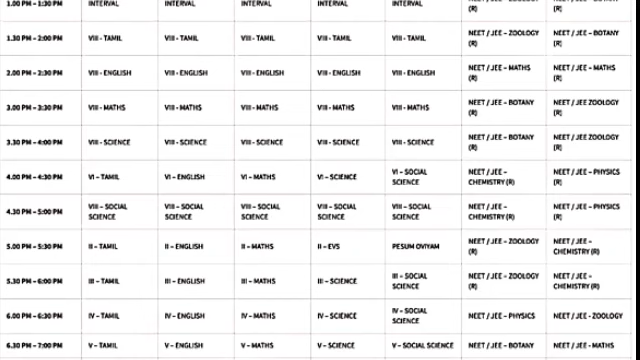 1.00 PM – 1:30 PM INTERVAL INTERVAL INTERVAL INTERVAL INTERVAL (R) (R)
1.30 PM – 2:00 PM VIII - TAMIL VIII - TAMIL VIII - TAMIL VIII - TAMIL VIII - TAMIL NEET / JEE – ZOOLOGY (R) NEET / JEE – BOTANY (R)
2.00 PM – 2:30 PM VIII - ENGLISH VIII - ENGLISH VIII - ENGLISH VIII - ENGLISH VIII - ENGLISH NEET / JEE – MATHS (R) NEET / JEE – MATHS (R)
3.00 PM – 3:30 PM VIII - MATHS VIII - MATHS VIII - MATHS VIII - MATHS VIII - MATHS NEET / JEE – BOTANY (R) NEET / JEE ZOOLOGY (R)
3.30 PM – 4:00 PM VIII - SCIENCE VIII - SCIENCE VIII - SCIENCE VIII - SCIENCE VIII - SCIENCE NEET / JEE – BOTANY (R) NEET / JEE ZOOLOGY (R)
4.00 PM – 4:30 PM VI – TAMIL VI – ENGLISH VI – MATHS VI – SCIENCE VI – SOCIAL SCIENCE NEET / JEE – CHEMISTRY (R) NEET / JEE – PHYSICS (R)
4.30 PM – 5:00 PM VIII – SOCIAL SCIENCE VIII – SOCIAL SCIENCE VIII – SOCIAL SCIENCE VIII – SOCIAL SCIENCE VIII – SOCIAL SCIENCE NEET / JEE – CHEMISTRY (R) NEET / JEE – PHYSICS (R)
5.00 PM – 5:30 PM II – TAMIL II – ENGLISH II – MATHS II – EVS PESUM OVIYAM NEET / JEE – ZOOLOGY (R) NEET / JEE – CHEMISTRY (R)
5.30 PM – 6:00 PM III – TAMIL III – ENGLISH III – MATHS III – SCIENCE III – SOCIAL SCIENCE NEET / JEE – ZOOLOGY (R) NEET / JEE – CHEMISTRY (R)
6.00 PM – 6:30 PM IV – TAMIL IV – ENGLISH IV – MATHS IV – SCIENCE IV – SOCIAL SCIENCE NEET / JEE – PHYSICS NEET / JEE - ZOOLOGY
6.30 PM – 7:00 PM V – TAMIL V – ENGLISH V – MATHS V – SCIENCE V – SOCIAL SCIENCE NEET / JEE – BOTANY NEET / JEE - MATHS